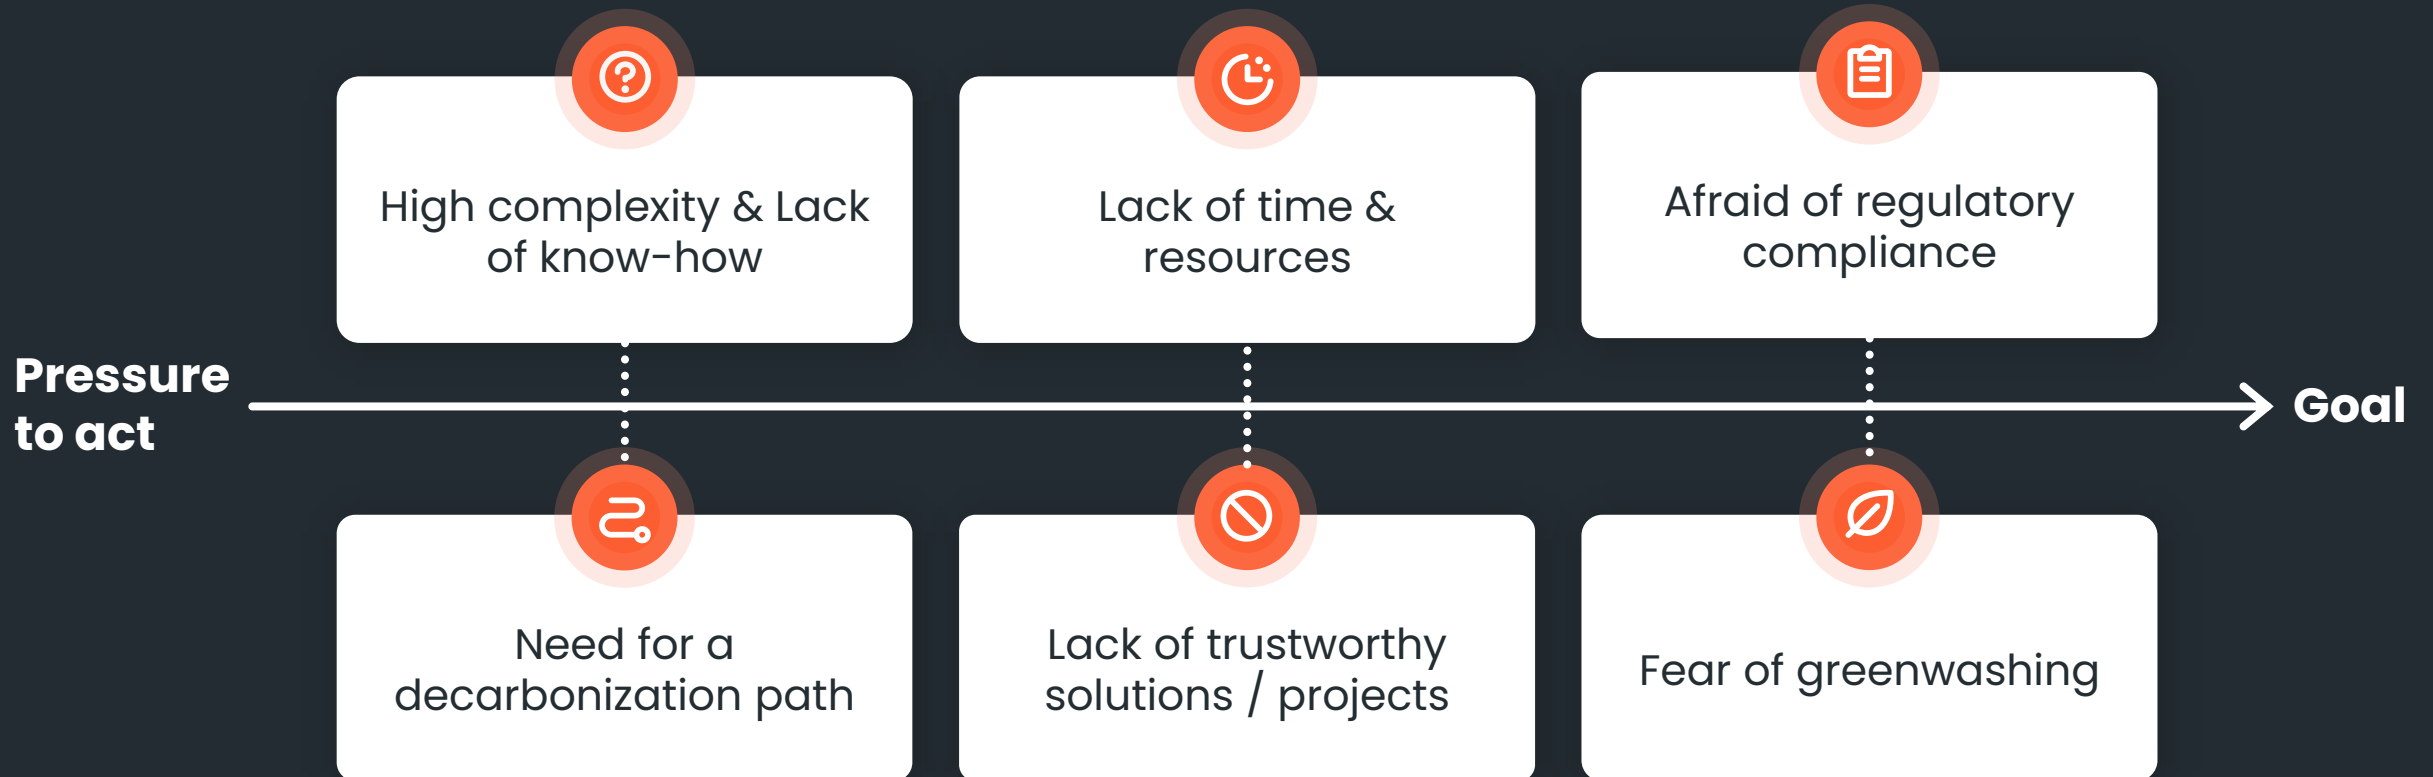 High complexity & Lack
of know-how
Lack of time &
resources
Afraid of regulatory
compliance
Pressure
to act
Goal
Need for a
decarbonization path
Lack of trustworthy
solutions / projects
Fear of greenwashing